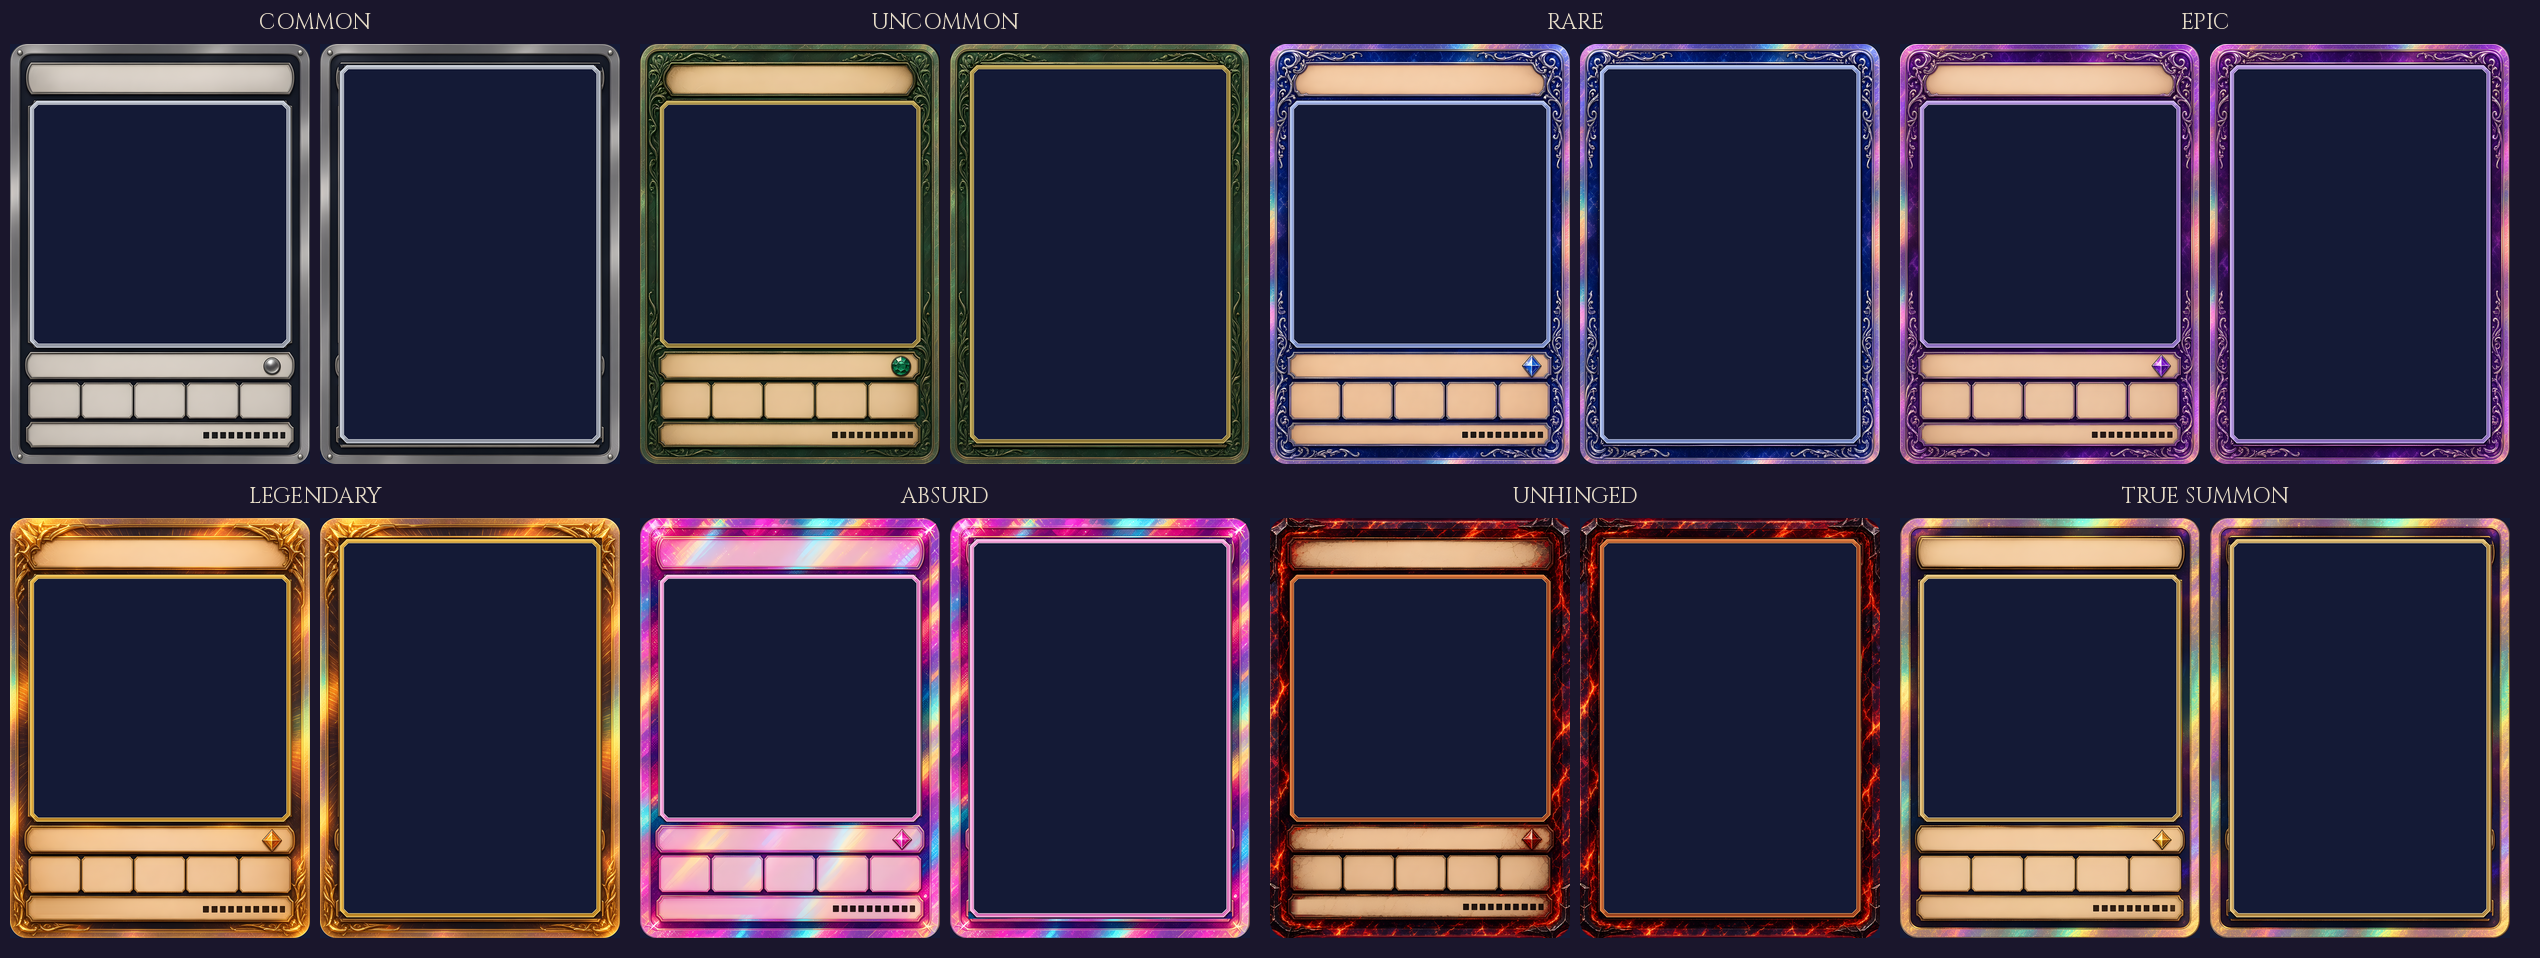 COMMON
UNCOMMON
RARE
EPIC
LEGENDARY
ABSURD
UNHINGED
TRUE SUMMON